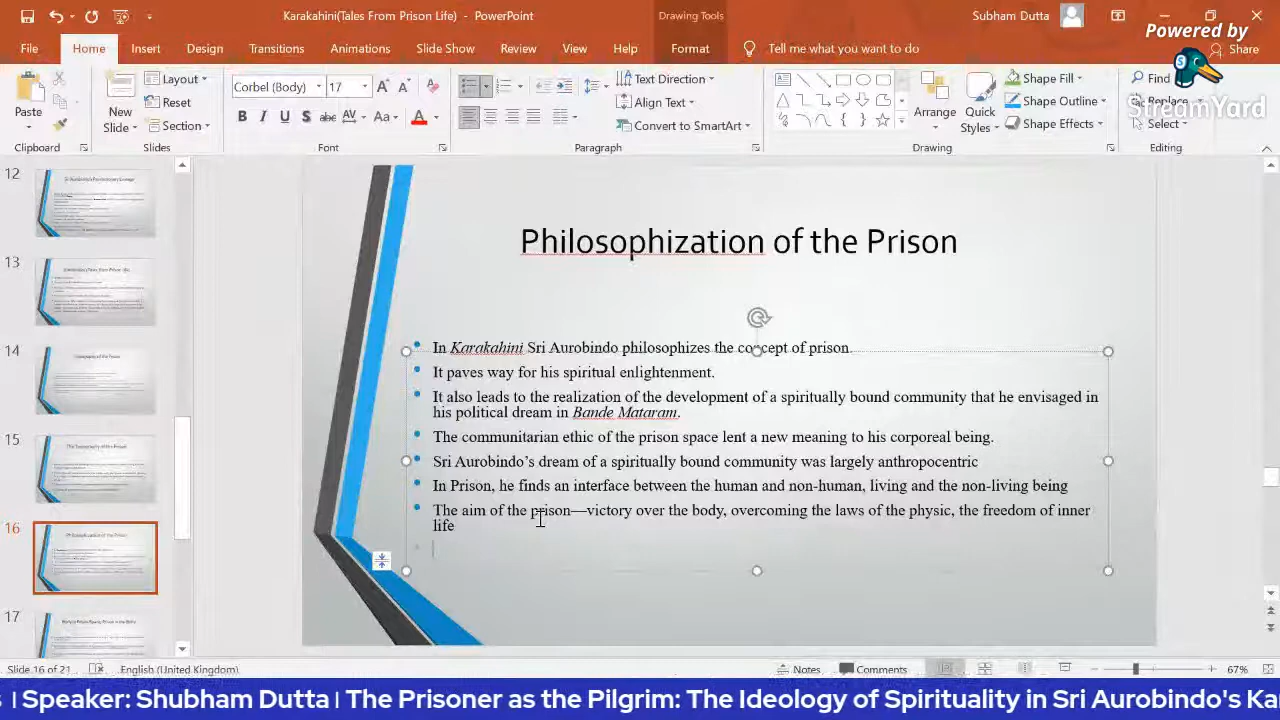 Karakahini(Tales From Prison Life) - PowerPoint
Drawing Tools
Subham Dutta
Powered by
StreamYard
File Home Insert Design Transitions Animations Slide Show Review View Help Format Tell me what you want to do Share
Paste
Clipboard
New Slide
Layout
Reset
Section
Slides
Corbel (Body) 17
B I U S abc AV Aa A
Font
Text Direction
Align Text
Convert to SmartArt
Paragraph
Arrange
Quick Styles
Shape Fill
Shape Outline
Shape Effects
Drawing
Find
Replace
Select
Editing
12
13
14
15
16
17
Philosophization of the Prison
In Karakahini Sri Aurobindo philosophizes the concept of prison.
It paves way for his spiritual enlightenment.
It also leads to the realization of the development of a spiritually bound community that he envisaged in
his political dream in Bande Mataram.
The communitarian ethic of the prison space lent a new meaning to his corporal being.
Sri Aurobindo's dream of a spiritually bound community was largely anthropocentric.
In Prison, he finds an interface between the human and non-human, living and the non-living being
The aim of the prison—victory over the body, overcoming the laws of the physic, the freedom of inner
life
Slide 16 of 21 English (United Kingdom) Notes Comments 67%
s | Speaker: Shubham Dutta | The Prisoner as the Pilgrim: The Ideology of Spirituality in Sri Aurobindo's Ka